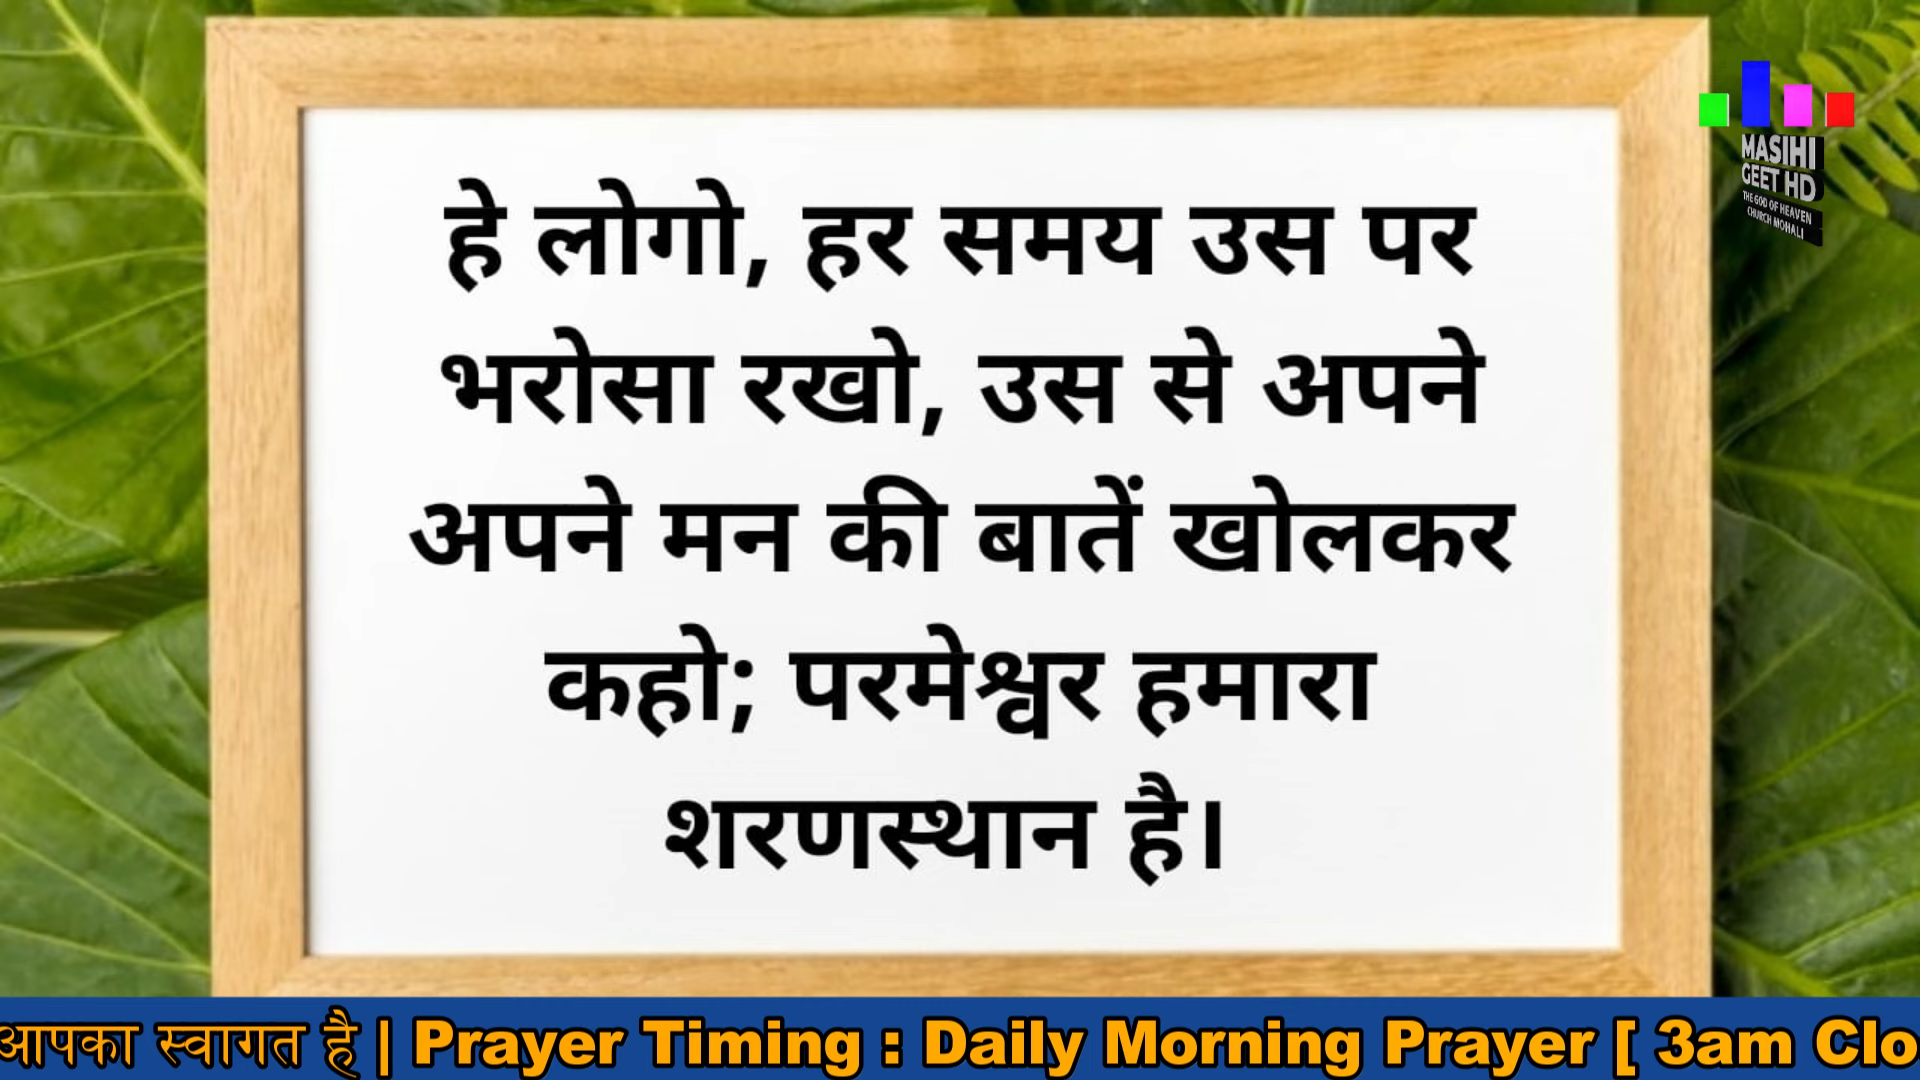 हे लोगो, हर समय उस पर
भरोसा रखो, उस से अपने
अपने मन की बातें खोलकर
कहो; परमेश्वर हमारा
शरणस्थान है।
MASIHI
GEET HD
THE GOD OF HEAVEN
CHURCH MOHALI
आपका स्वागत है | Prayer Timing : Daily Morning Prayer [ 3am Clo